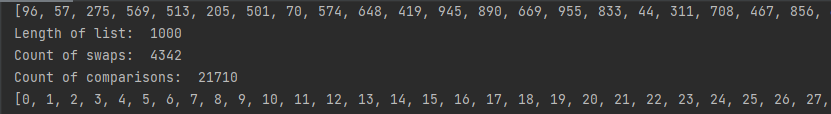 [96, 57, 275, 569, 513, 205, 501, 70, 574, 648, 419, 945, 890, 669, 955, 833, 44, 311, 708, 467, 856,
Length of list:  1000
Count of swaps:  4342
Count of comparisons:  21710
[0, 1, 2, 3, 4, 5, 6, 7, 8, 9, 10, 11, 12, 13, 14, 15, 16, 17, 18, 19, 20, 21, 22, 23, 24, 25, 26, 27,